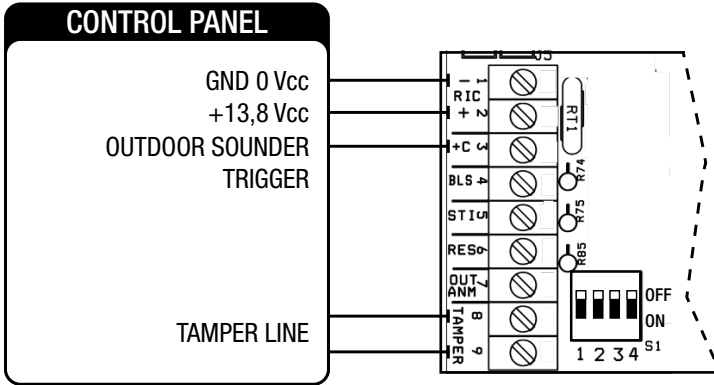 CONTROL PANEL
GND 0 Vcc
+13,8 Vcc
OUTDOOR SOUNDER
TRIGGER
TAMPER LINE
J3
- 1
RIC
+ 2
+C 3
BLS 4
STI 5
RES 6
OUT 7
ANM
8
TAMPER
9
RT1
R74
R75
R85
OFF
ON
S1
1 2 3 4